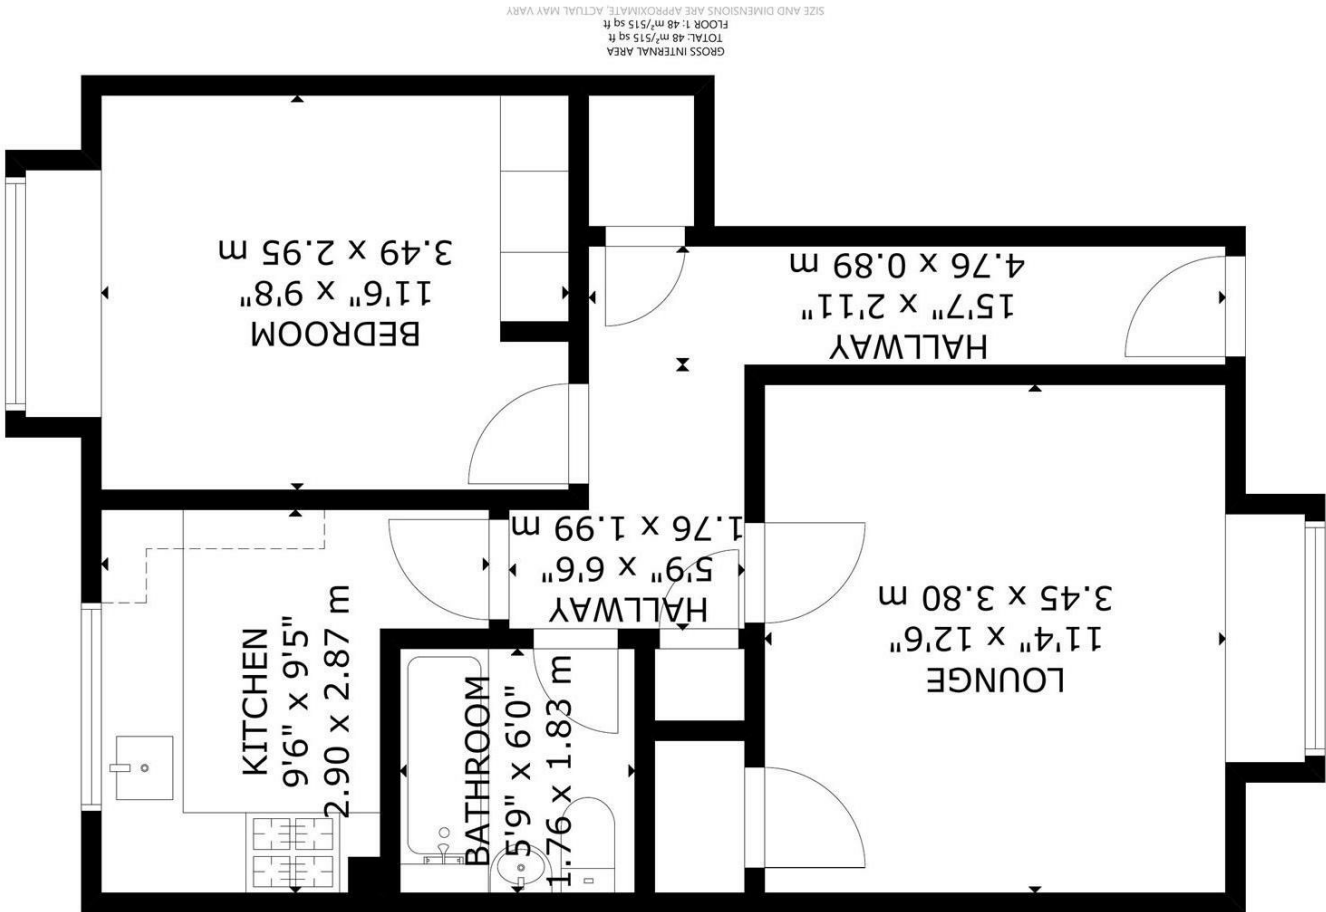 LOUNGE
11'4" x 12'6"
3.45 x 3.80 m
HALLWAY
5'9" x 6'6"
1.76 x 1.99 m
BATHROOM
5'9" x 6'0"
1.76 x 1.83 m
KITCHEN
9'6" x 9'5"
2.90 x 2.87 m
HALLWAY
15'7" x 2'11"
4.76 x 0.89 m
BEDROOM
11'6" x 9'8"
3.49 x 2.95 m
GROSS INTERNAL AREA
TOTAL: 48 m²/515 sq ft
FLOOR 1: 48 m²/515 sq ft
SIZE AND DIMENSIONS ARE APPROXIMATE, ACTUAL MAY VARY